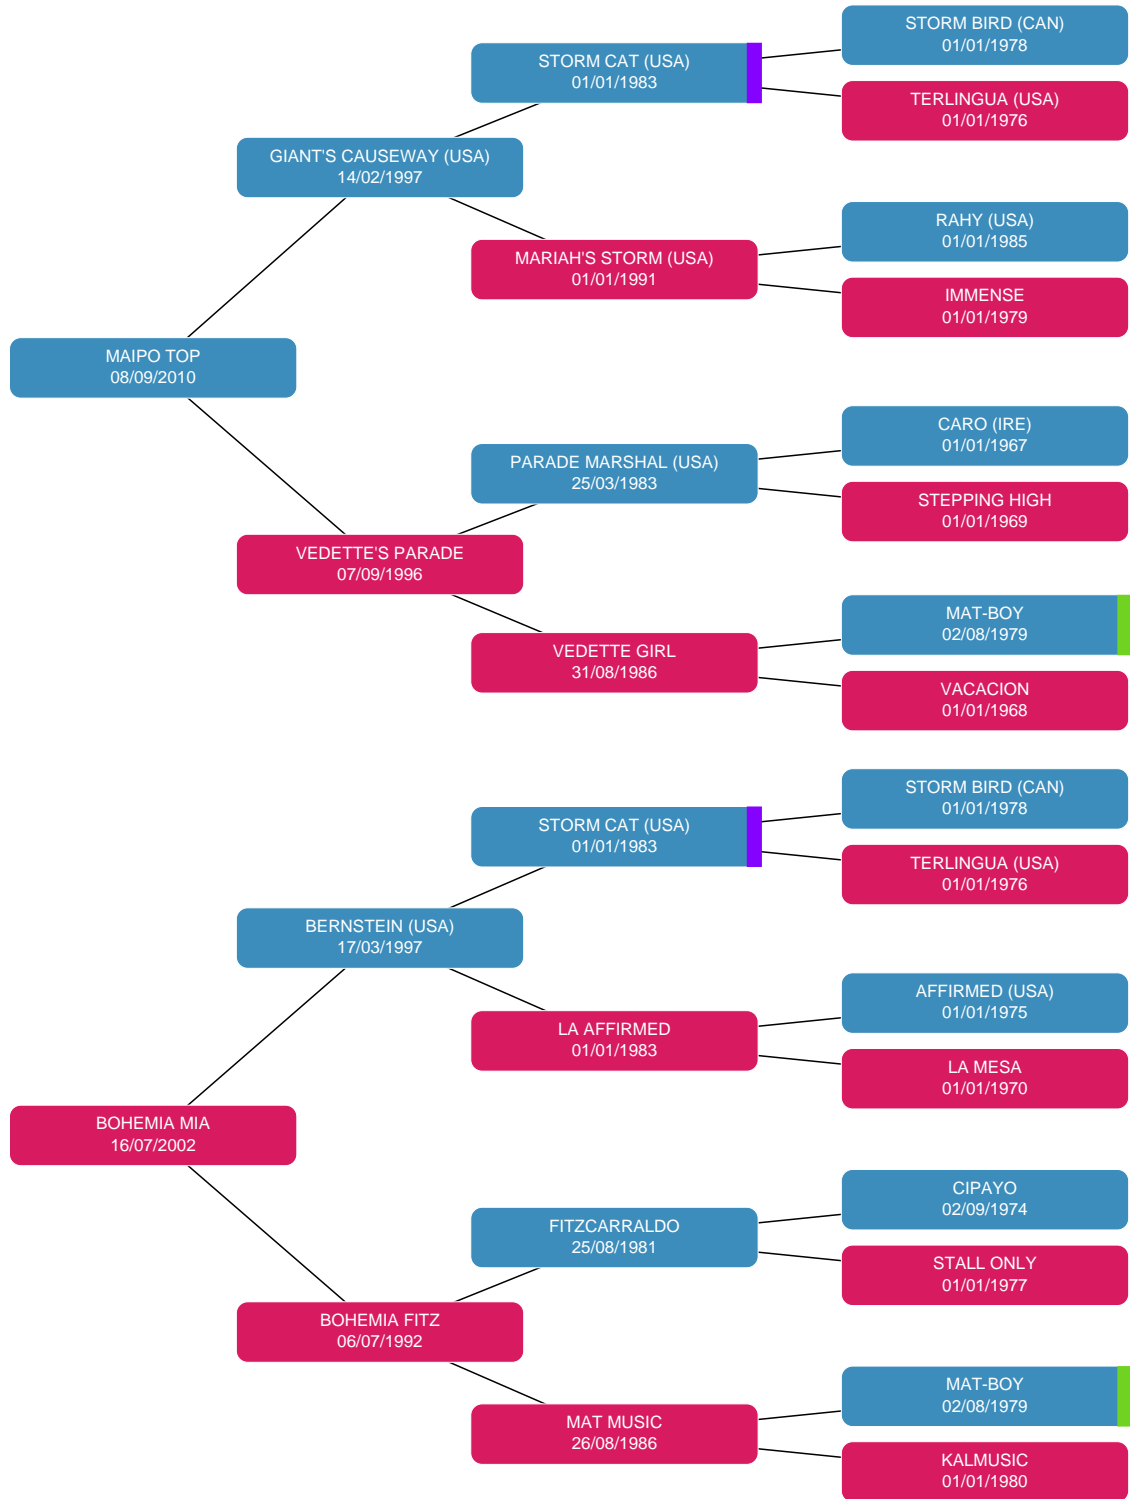 STORM BIRD (CAN)
01/01/1978
STORM CAT (USA)
01/01/1983
TERLINGUA (USA)
01/01/1976
GIANT'S CAUSEWAY (USA)
14/02/1997
RAHY (USA)
01/01/1985
MARIAH'S STORM (USA)
01/01/1991
IMMENSE
01/01/1979
MAIPO TOP
08/09/2010
CARO (IRE)
01/01/1967
PARADE MARSHAL (USA)
25/03/1983
STEPPING HIGH
01/01/1969
VEDETTE'S PARADE
07/09/1996
MAT-BOY
02/08/1979
VEDETTE GIRL
31/08/1986
VACACION
01/01/1968
STORM BIRD (CAN)
01/01/1978
STORM CAT (USA)
01/01/1983
TERLINGUA (USA)
01/01/1976
BERNSTEIN (USA)
17/03/1997
AFFIRMED (USA)
01/01/1975
LA AFFIRMED
01/01/1983
LA MESA
01/01/1970
BOHEMIA MIA
16/07/2002
CIPAYO
02/09/1974
FITZCARRALDO
25/08/1981
STALL ONLY
01/01/1977
BOHEMIA FITZ
06/07/1992
MAT-BOY
02/08/1979
MAT MUSIC
26/08/1986
KALMUSIC
01/01/1980